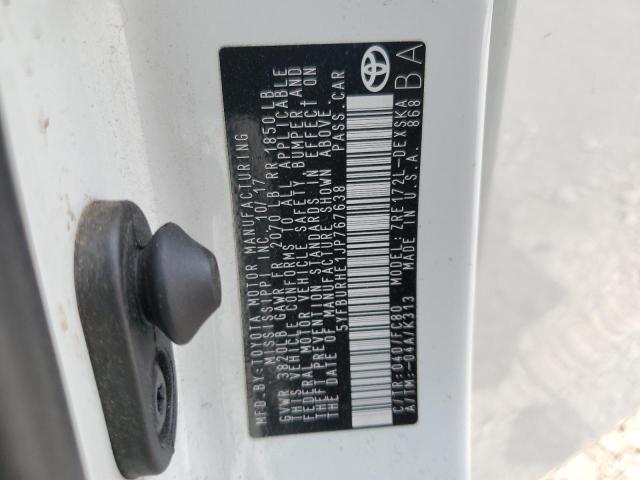 MFD.BY:TOYOTA MOTOR MANUFACTURING
MISSISSIPPI INC. 10/17
GVWR 3820LB GAWR FR 2070 LB RR 1850 LB
THIS VEHICLE CONFORMS TO ALL APPLICABLE
FEDERAL MOTOR VEHICLE SAFETY, BUMPER AND
THEFT PREVENTION STANDARDS IN EFFECT ON
THE DATE OF MANUFACTURE SHOWN ABOVE.
5YFBURHE1JP767638 PASS.CAR
C/TR:040/FC80 MODEL:ZRE172L-DEXSKA
A/TM:-04A/K313 MADE IN U.S.A. 868
BA